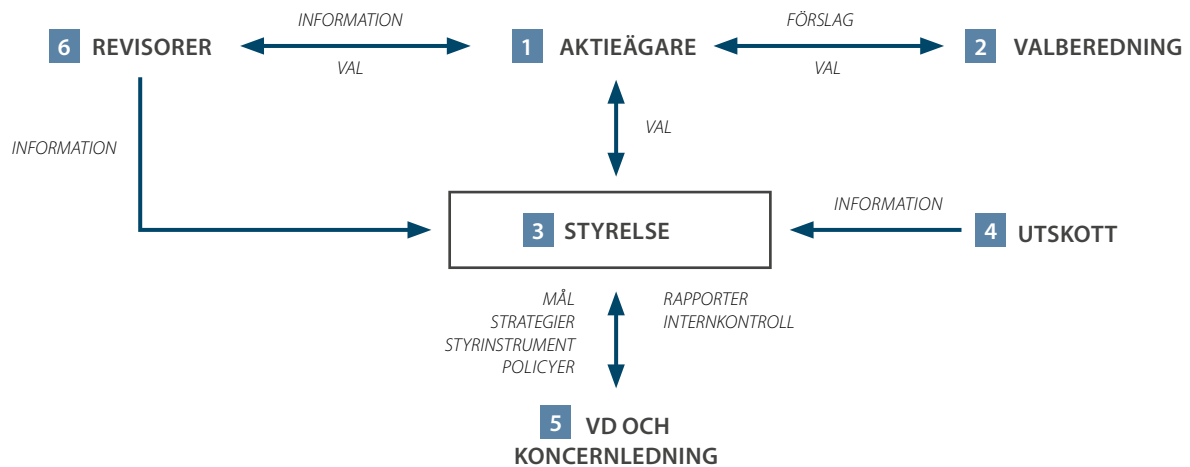 INFORMATION
FÖRSLAG
6 REVISORER
1 AKTIEÄGARE
2 VALBEREDNING
VAL
VAL
VAL
INFORMATION
INFORMATION
3 STYRELSE
4 UTSKOTT
MÅL
STRATEGIER
STYRINSTRUMENT
POLICYER
RAPPORTER
INTERNKONTROLL
5 VD OCH
KONCERNLEDNING